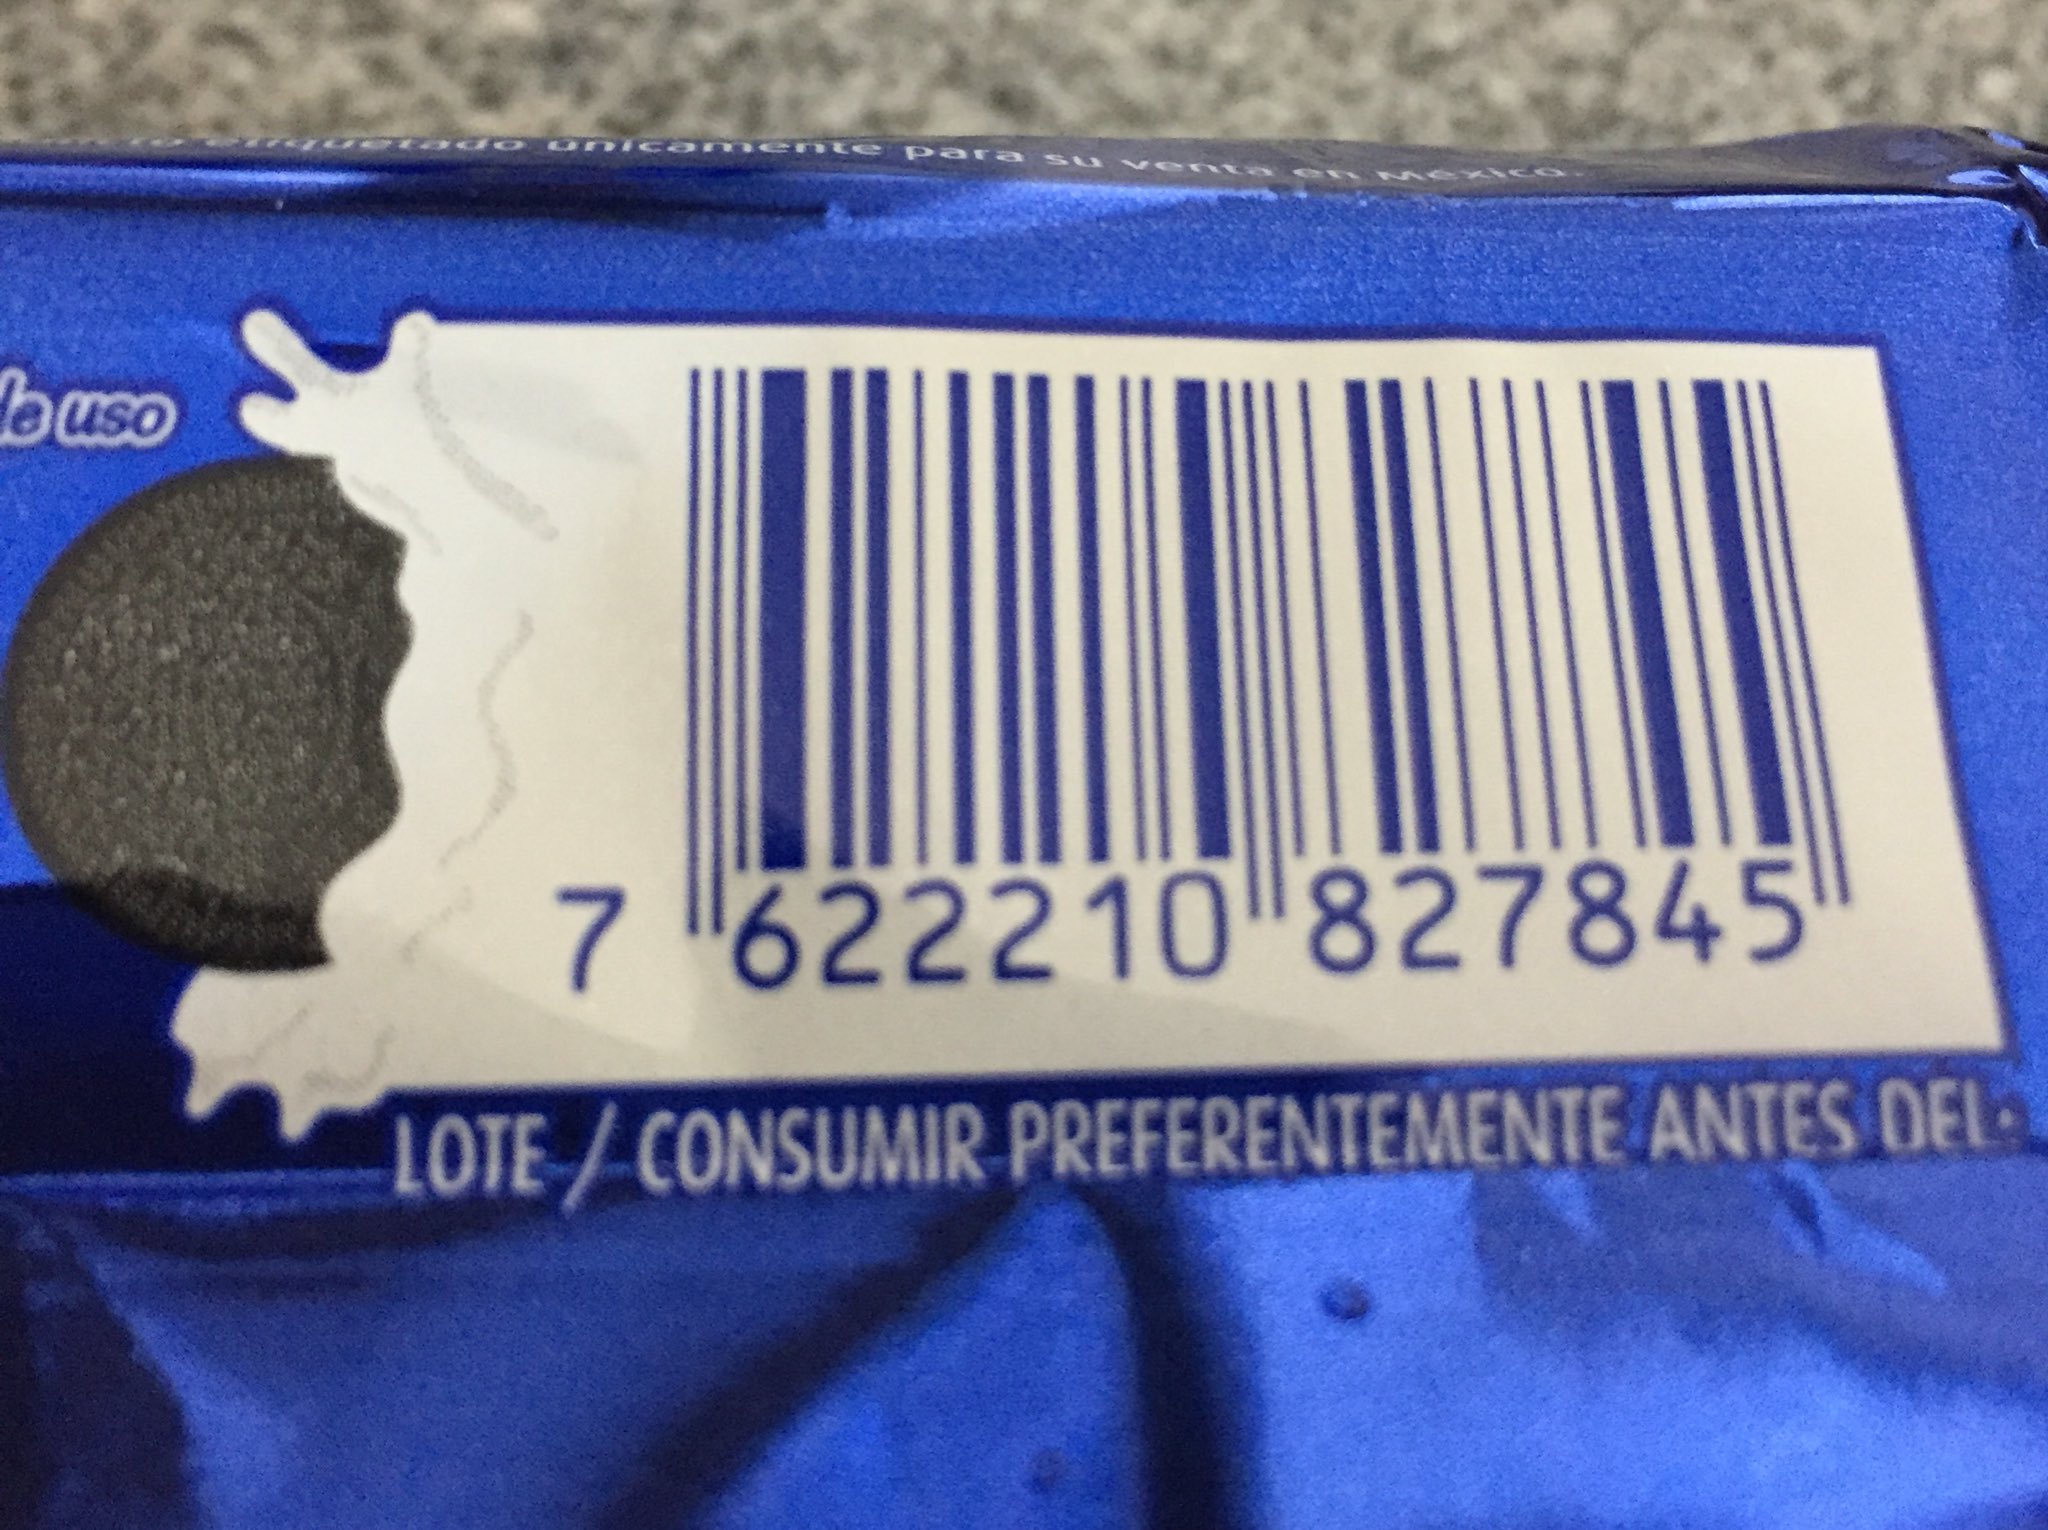 etiquetado únicamente para su venta en México.
de uso
7 622210 827845
LOTE / CONSUMIR PREFERENTEMENTE ANTES DEL: